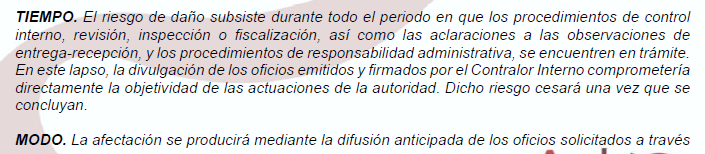 TIEMPO. El riesgo de daño subsiste durante todo el periodo en que los procedimientos de control
interno, revisión, inspección o fiscalización, así como las aclaraciones a las observaciones de
entrega-recepción, y los procedimientos de responsabilidad administrativa, se encuentren en trámite.
En este lapso, la divulgación de los oficios emitidos y firmados por el Contralor Interno comprometería
directamente la objetividad de las actuaciones de la autoridad. Dicho riesgo cesará una vez que se
concluyan.
MODO. La afectación se producirá mediante la difusión anticipada de los oficios solicitados a través